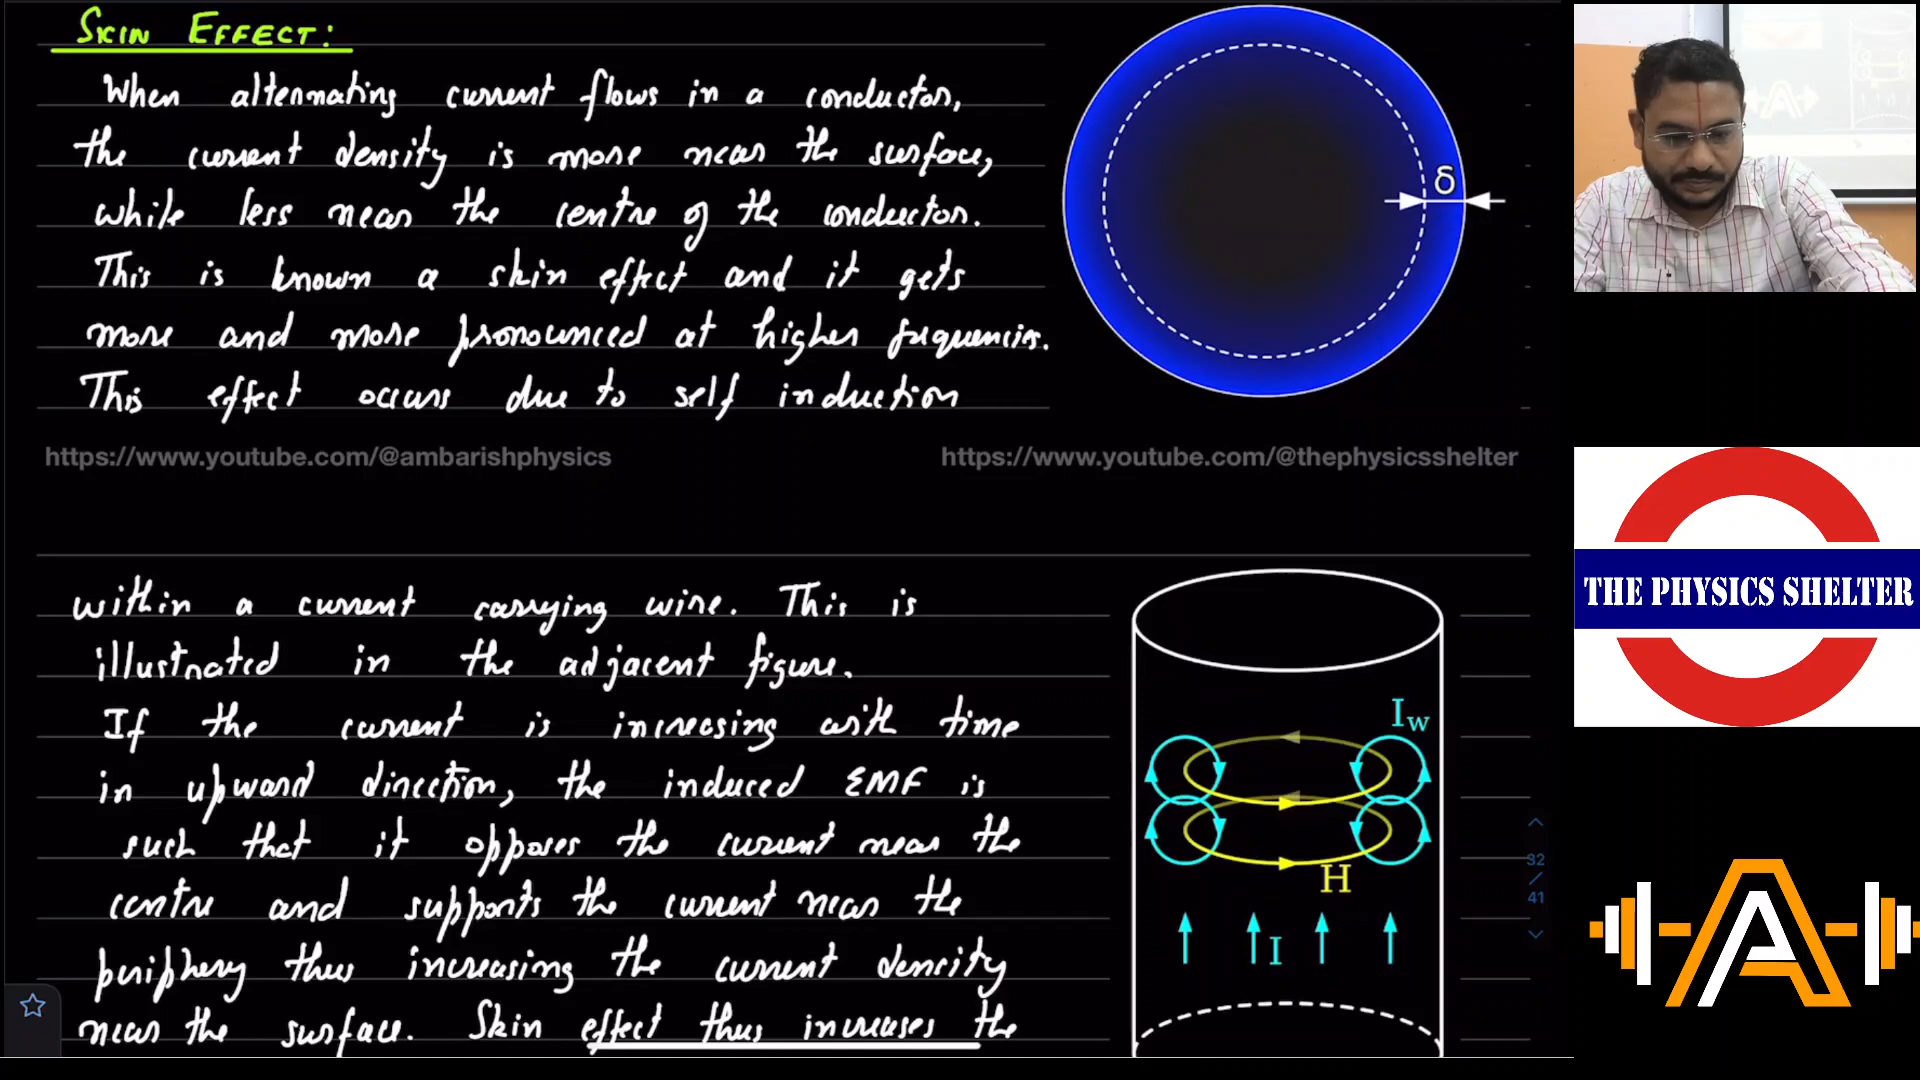 SKIN EFFECT:
When alternating current flows in a conductor,
the current density is more near the surface,
while less near the centre of the conductor.
This is known a skin effect and it gets
more and more pronounced at higher frequencies.
This effect occurs due to self induction
δ
https://www.youtube.com/@ambarishphysics
https://www.youtube.com/@thephysicsshelter
within a current carrying wire. This is
illustrated in the adjacent figure.
If the current is increasing with time
in upward direction, the induced EMF is
such that it opposes the current near the
centre and supports the current near the
periphery thus increasing the current density
near the surface. Skin effect thus increases the
Iw
H
I
32
/
41
THE PHYSICS SHELTER
A